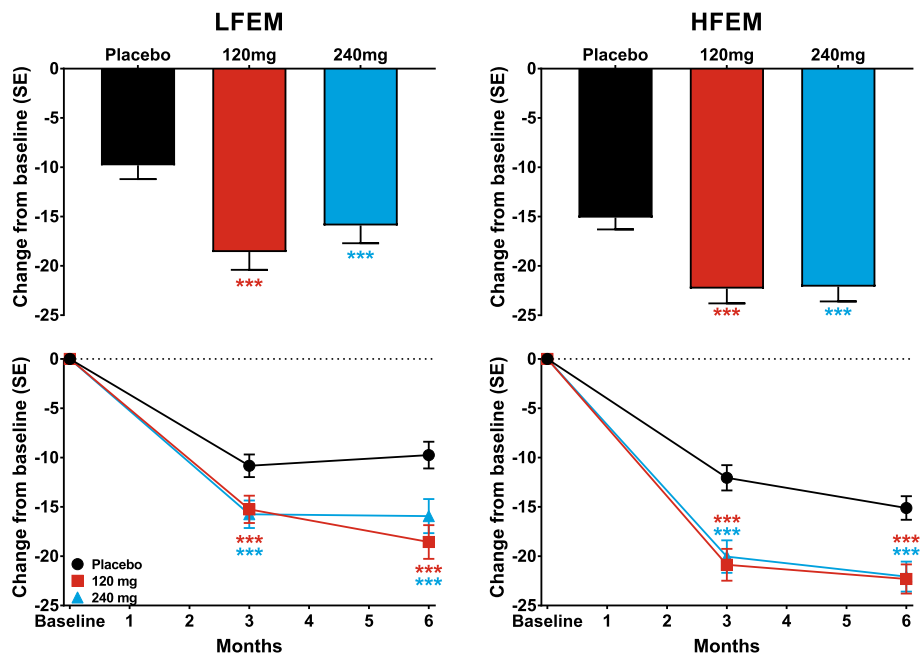 LFEM
HFEM
Placebo 120mg 240mg
Placebo 120mg 240mg
Change from baseline (SE)
0
-5
-10
-15
-20
-25
***
***
Change from baseline (SE)
0
-5
-10
-15
-20
-25
***
***
Change from baseline (SE)
0
-5
-10
-15
-20
-25
***
***
***
***
Placebo
120 mg
240 mg
Baseline 1 2 3 4 5 6
Months
Change from baseline (SE)
0
-5
-10
-15
-20
-25
***
***
***
***
Baseline 1 2 3 4 5 6
Months